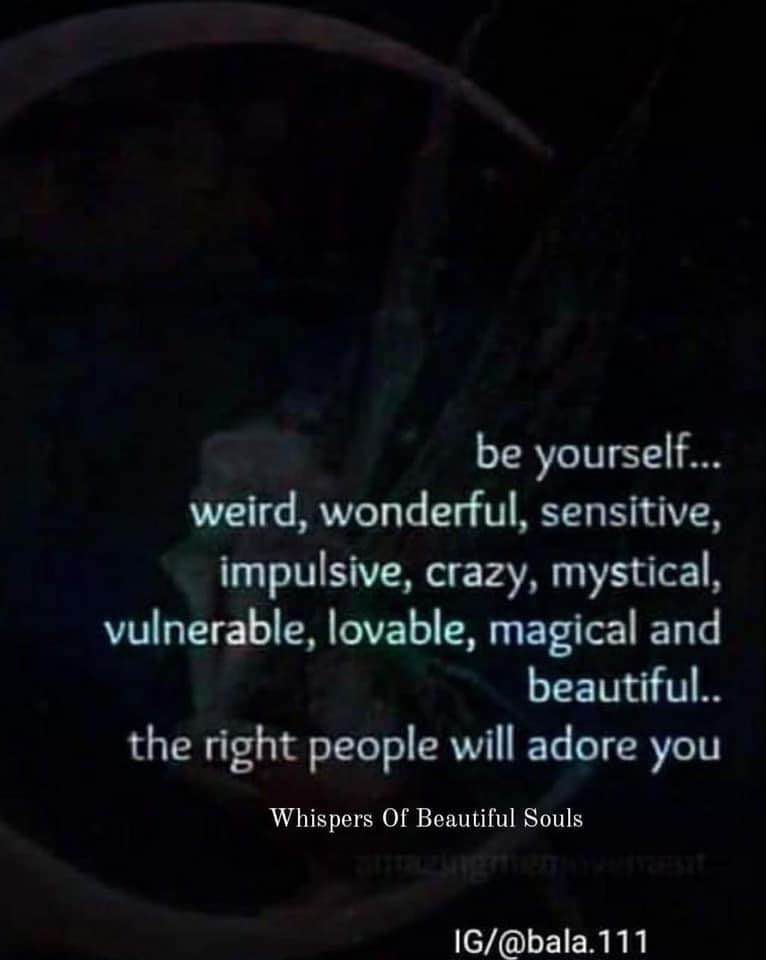 be yourself...
weird, wonderful, sensitive,
impulsive, crazy, mystical,
vulnerable, lovable, magical and
beautiful..
the right people will adore you
Whispers Of Beautiful Souls
IG/@bala.111